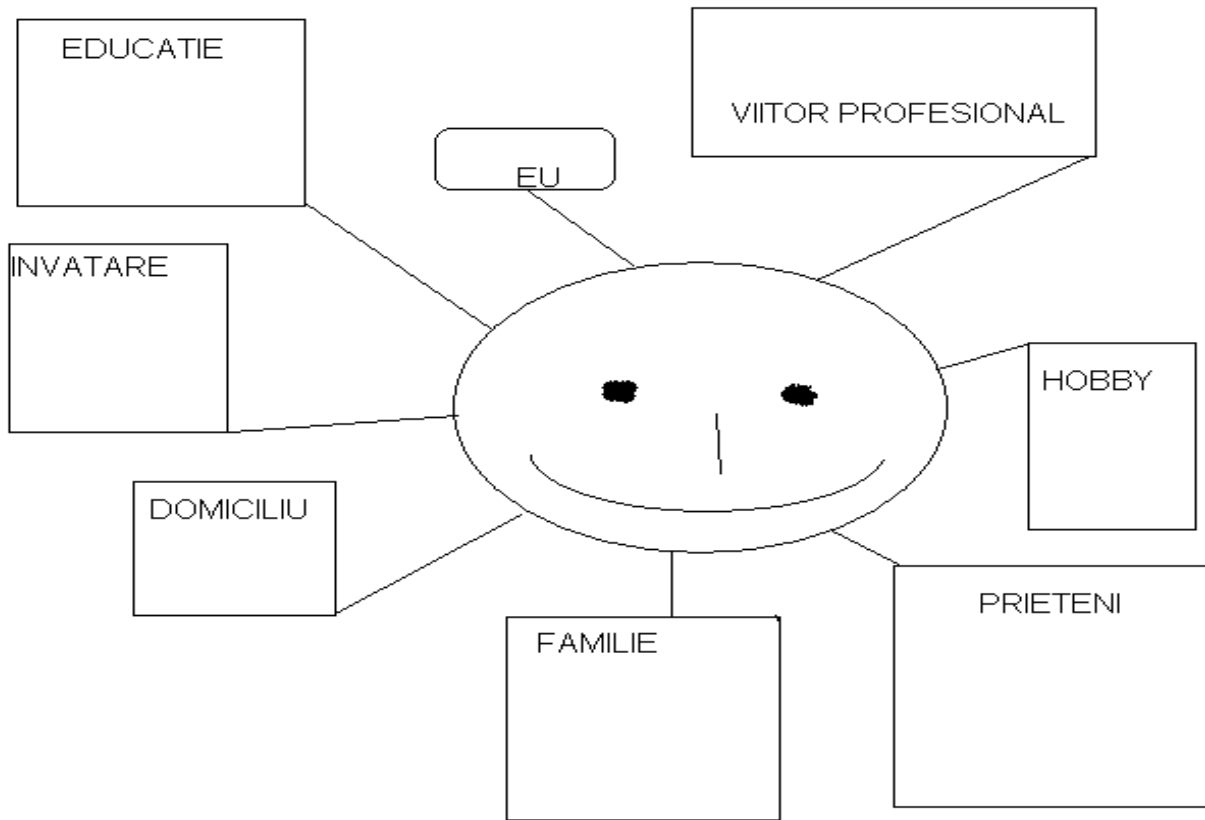 EDUCATIE
VIITOR PROFESIONAL
EU
INVATARE
HOBBY
DOMICILIU
PRIETENI
FAMILIE